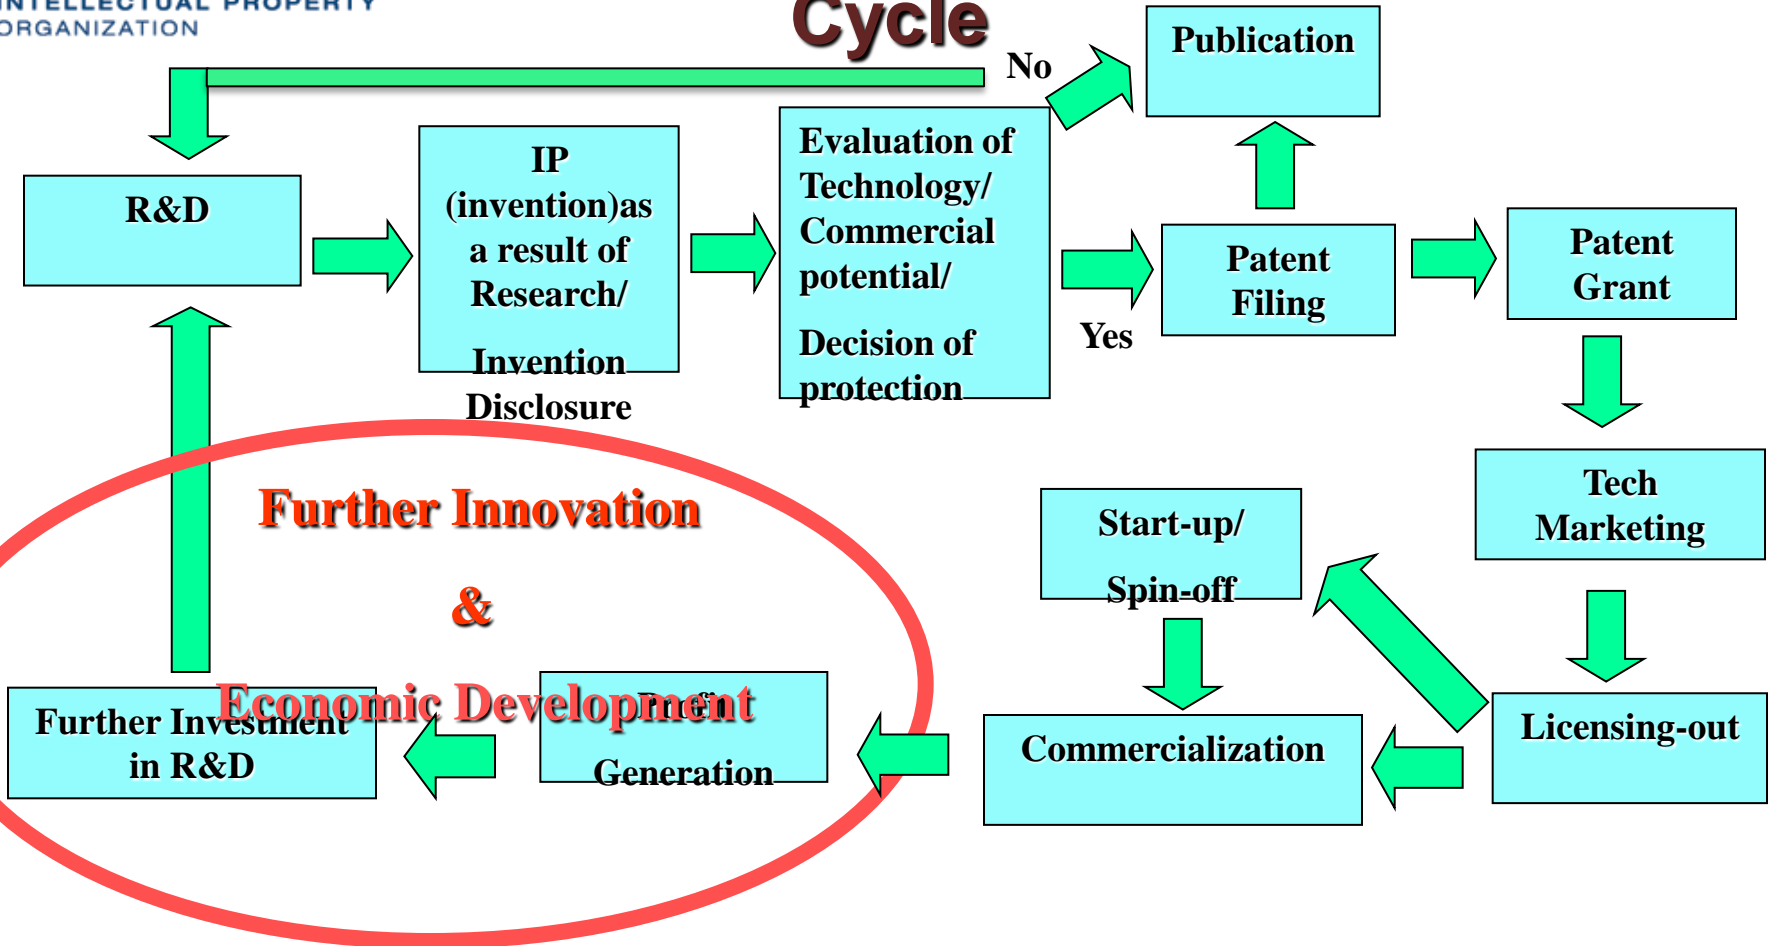 INTELLECTUAL PROPERTY
ORGANIZATION
Cycle
No
Publication
R&D
IP
(invention)as
a result of
Research/
Invention
Disclosure
Evaluation of
Technology/
Commercial
potential/
Decision of
protection
Yes
Patent
Filing
Patent
Grant
Tech
Marketing
Start-up/
Spin-off
Licensing-out
Commercialization
Profit
Generation
Further Investment
in R&D
Further Innovation
&
Economic Development